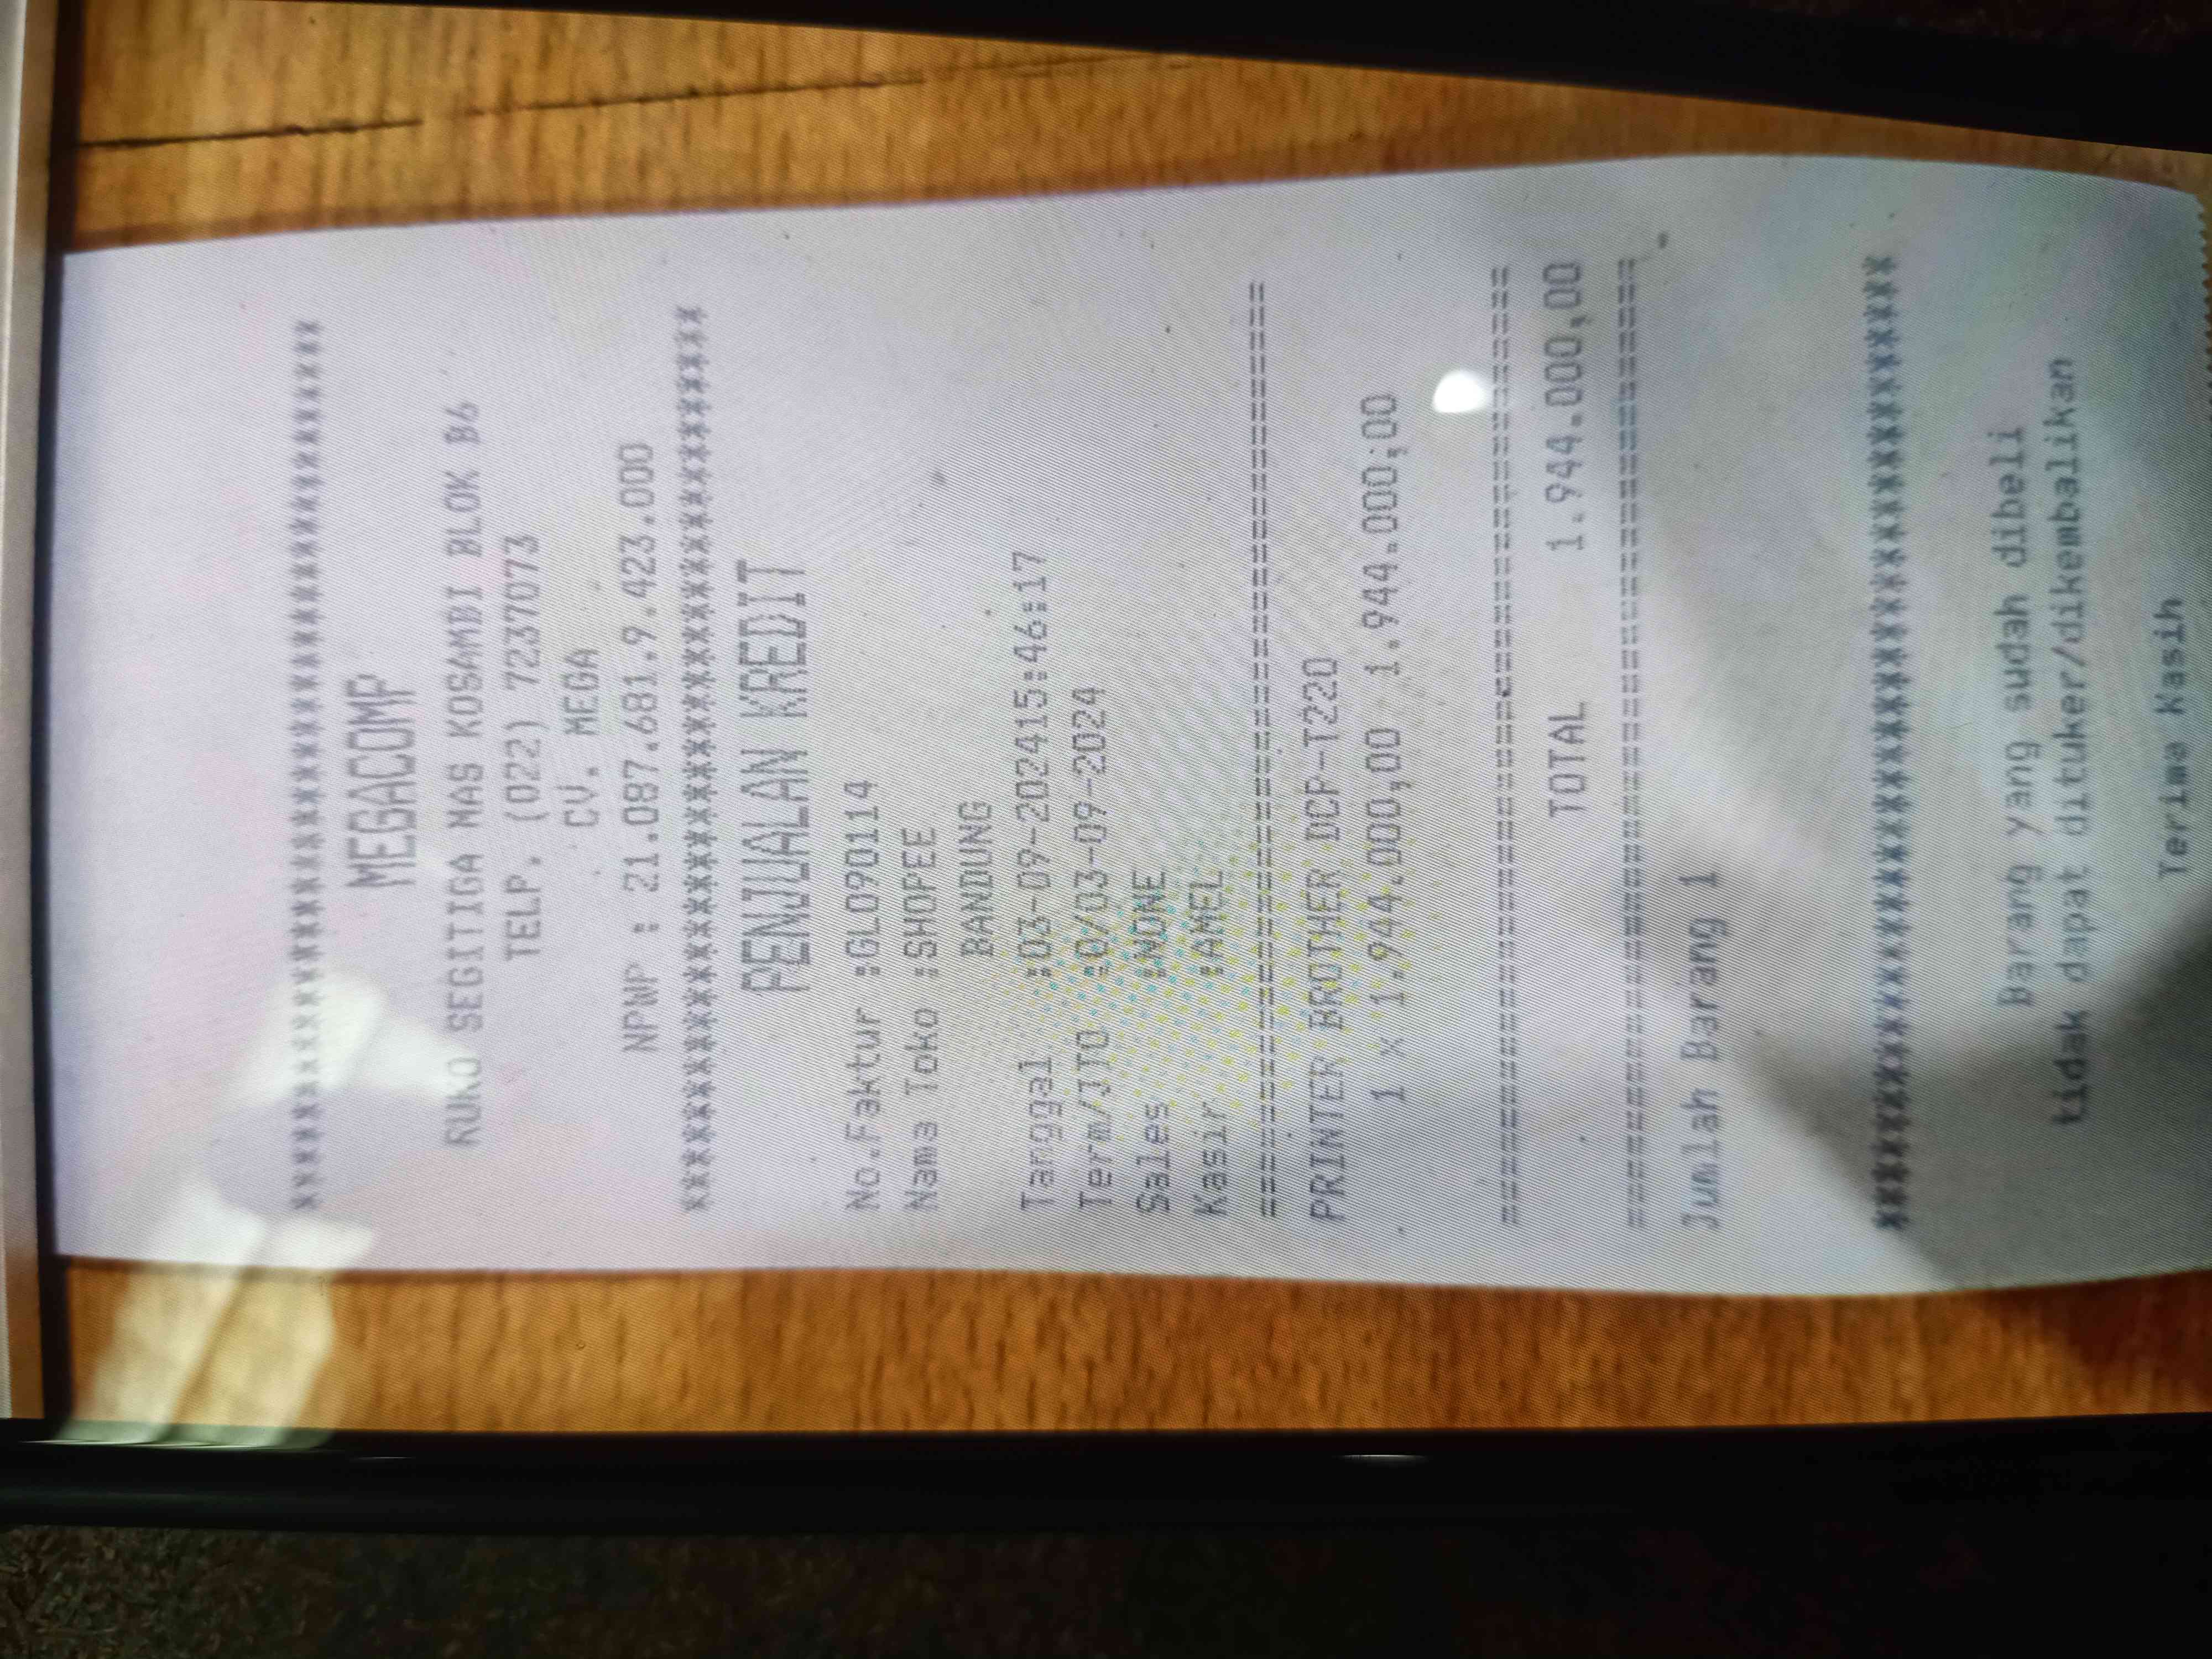 ****************************************
MEGACOMP
RUKO SEGITIGA MAS KOSAMBI BLOK B6
TELP. (022) 7237073
CV. MEGA
NPWP : 21.087.681.9.423.000
****************************************
PENJUALAN KREDIT
No.Faktur :GL090114
Nama Toko :SHOPEE
BANDUNG
Tanggal :03-09-202415:46:17
Term/JTO :0/03-09-2024
Sales :NONE
Kasir :AMEL
========================================
PRINTER BROTHER DCP-T220
1 x 1.944.000,00 1.944.000,00
========================================
TOTAL 1.944.000,00
========================================
Jumlah Barang 1
****************************************
Barang yang sudah dibeli
tidak dapat dituker/dikembalikan
Terima Kasih